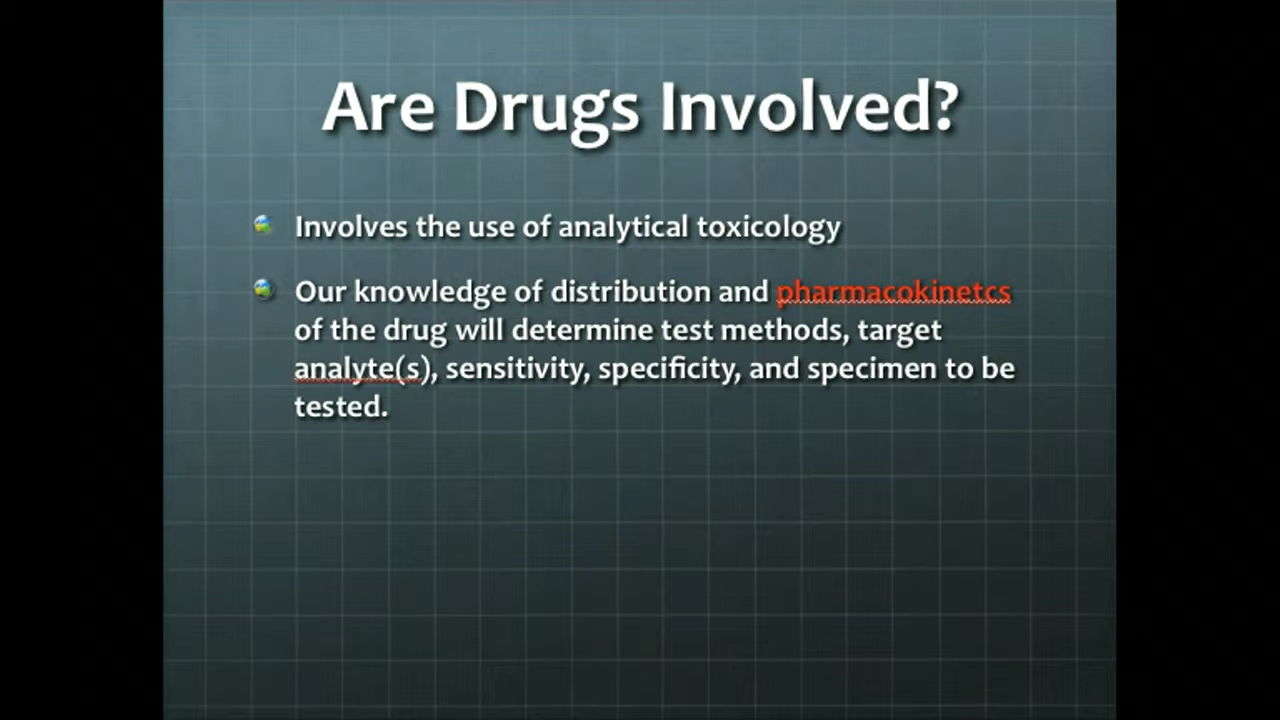 Are Drugs Involved?
Involves the use of analytical toxicology
Our knowledge of distribution and pharmacokinetcs
of the drug will determine test methods, target
analyte(s), sensitivity, specificity, and specimen to be
tested.